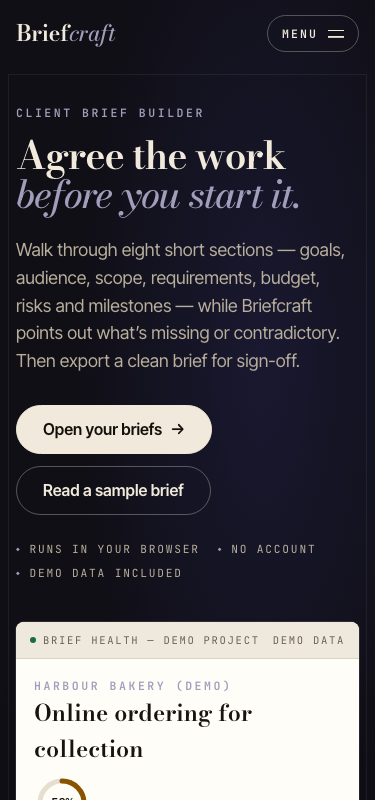 Briefcraft
MENU
CLIENT BRIEF BUILDER
Agree the work
before you start it.
Walk through eight short sections — goals,
audience, scope, requirements, budget,
risks and milestones — while Briefcraft
points out what’s missing or contradictory.
Then export a clean brief for sign-off.
Open your briefs →
Read a sample brief
RUNS IN YOUR BROWSER
NO ACCOUNT
DEMO DATA INCLUDED
BRIEF HEALTH — DEMO PROJECT
DEMO DATA
HARBOUR BAKERY (DEMO)
Online ordering for
collection